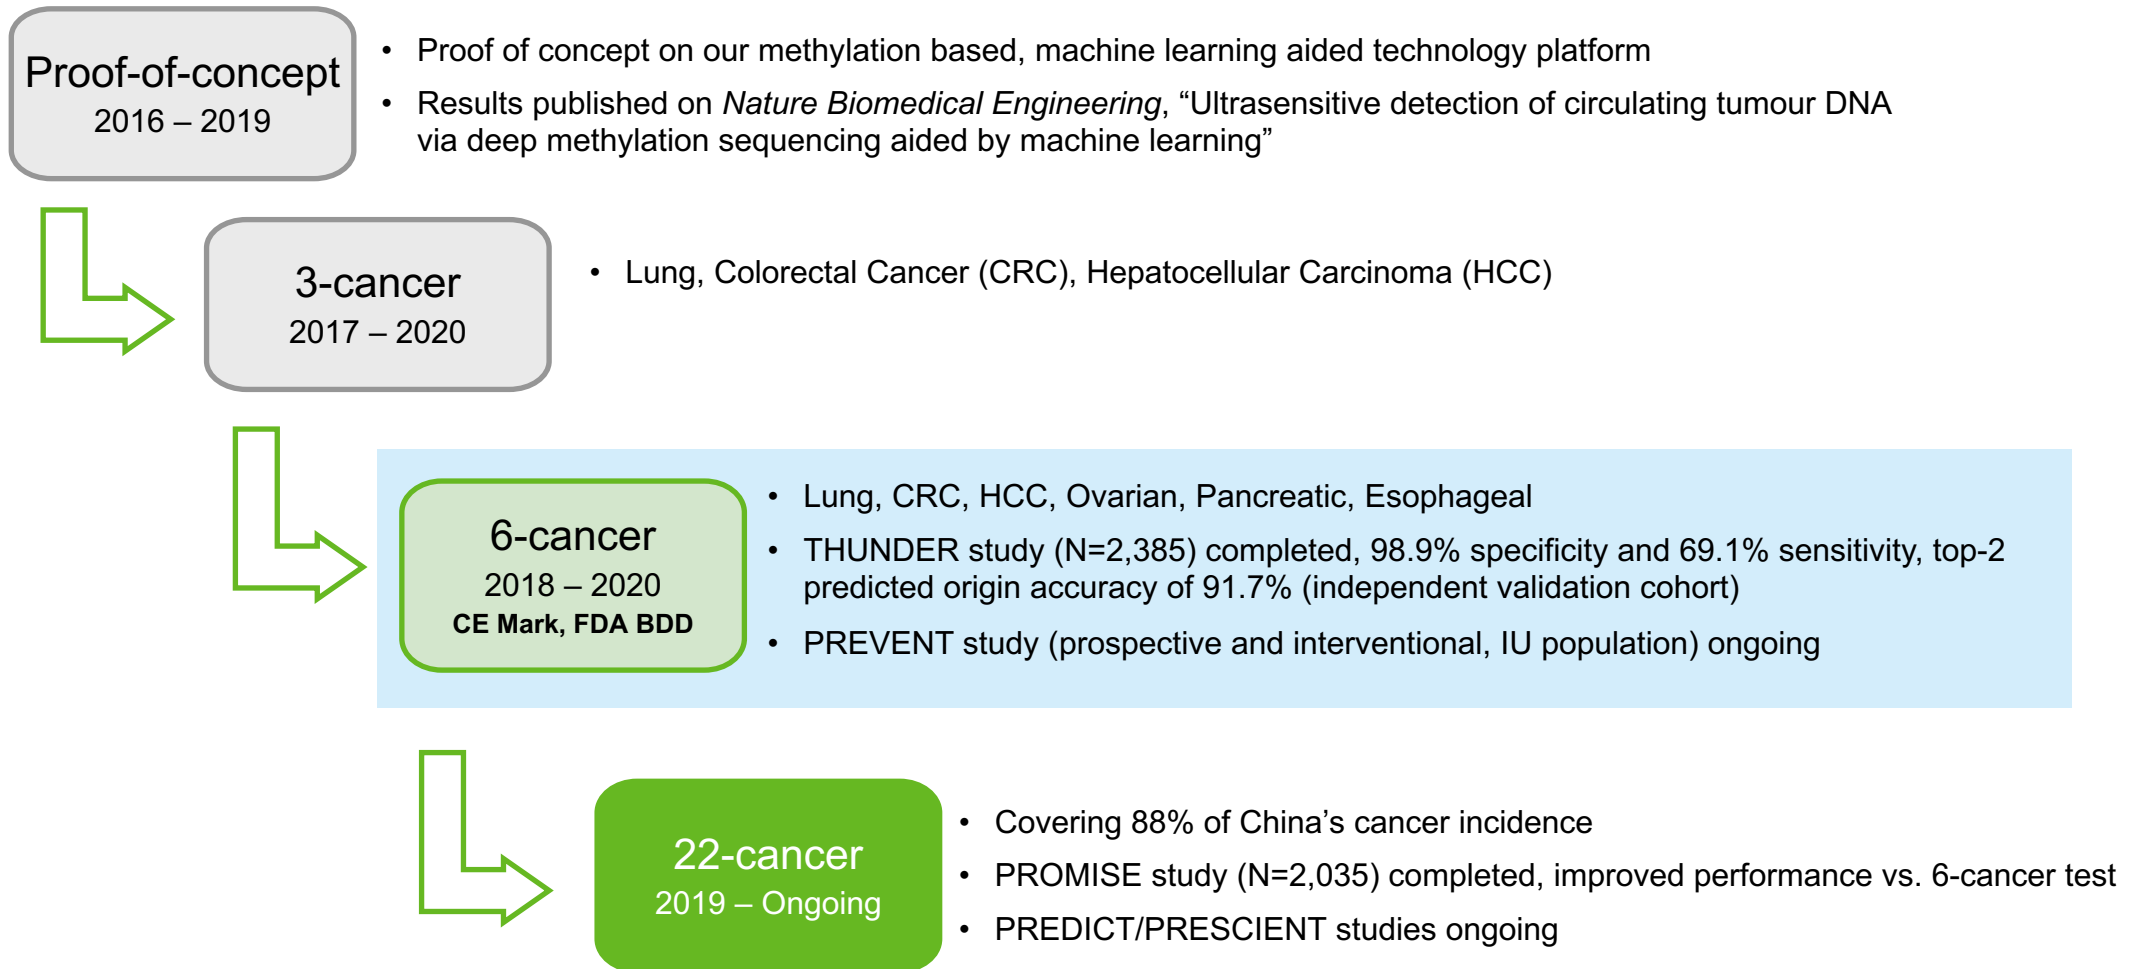 Proof-of-concept
2016 – 2019
• Proof of concept on our methylation based, machine learning aided technology platform
• Results published on Nature Biomedical Engineering, “Ultrasensitive detection of circulating tumour DNA
via deep methylation sequencing aided by machine learning”
3-cancer
2017 – 2020
• Lung, Colorectal Cancer (CRC), Hepatocellular Carcinoma (HCC)
6-cancer
2018 – 2020
CE Mark, FDA BDD
• Lung, CRC, HCC, Ovarian, Pancreatic, Esophageal
• THUNDER study (N=2,385) completed, 98.9% specificity and 69.1% sensitivity, top-2
predicted origin accuracy of 91.7% (independent validation cohort)
• PREVENT study (prospective and interventional, IU population) ongoing
22-cancer
2019 – Ongoing
• Covering 88% of China’s cancer incidence
• PROMISE study (N=2,035) completed, improved performance vs. 6-cancer test
• PREDICT/PRESCIENT studies ongoing